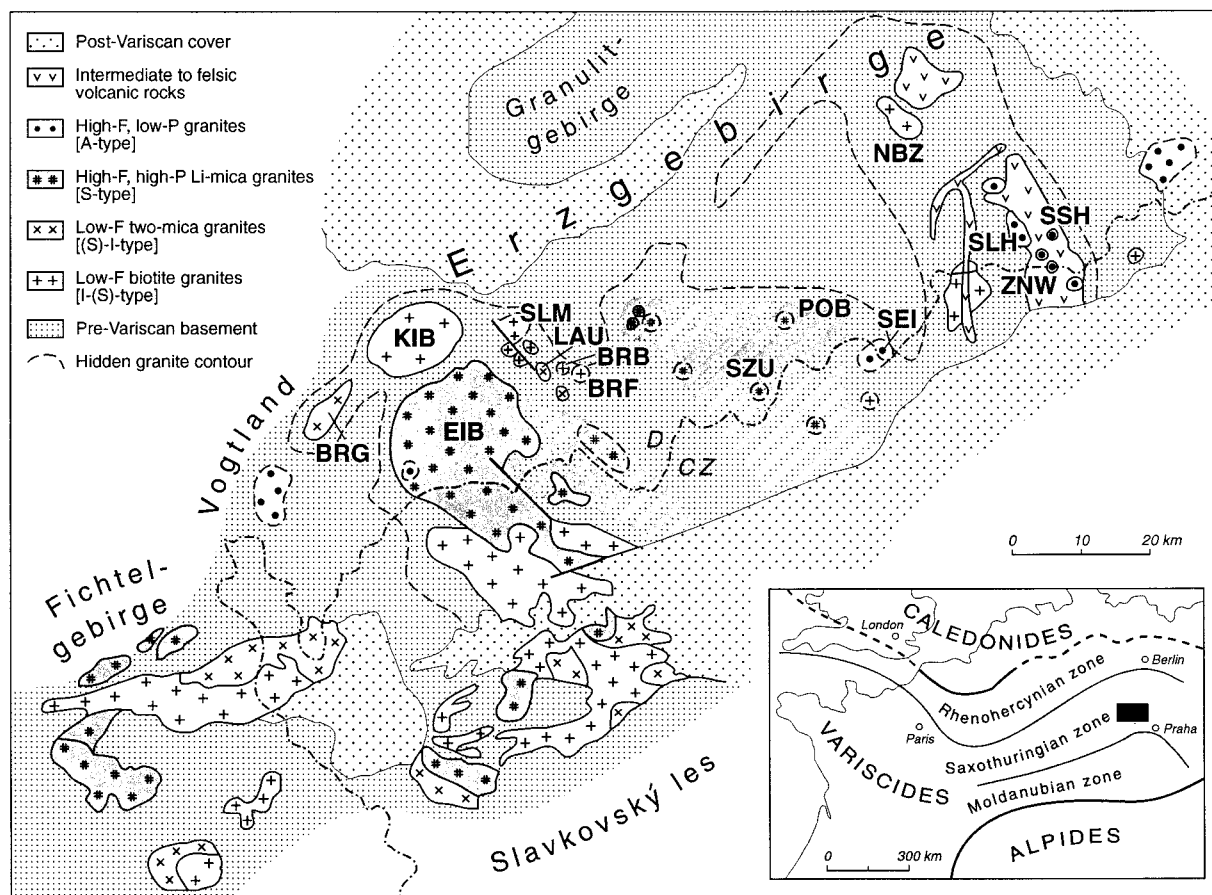 Post-Variscan cover
Intermediate to felsic
volcanic rocks
High-F, low-P granites
[A-type]
High-F, high-P Li-mica granites
[S-type]
Low-F two-mica granites
[(S)-I-type]
Low-F biotite granites
[I-(S)-type]
Pre-Variscan basement
Hidden granite contour
Granulit-
gebirge
Erzgebirge
Vogtland
Fichtel-
gebirge
Slavkovský les
NBZ
SSH
SLH
ZNW
KIB
SLM
LAU
BRB
BRF
POB
SEI
SZU
BRG
EIB
D
CZ
0 10 20 km
CALEDONIDES
London
Berlin
Rhenohercynian zone
Paris
Saxothuringian zone
Praha
VARISCIDES
Moldanubian zone
ALPIDES
0 300 km